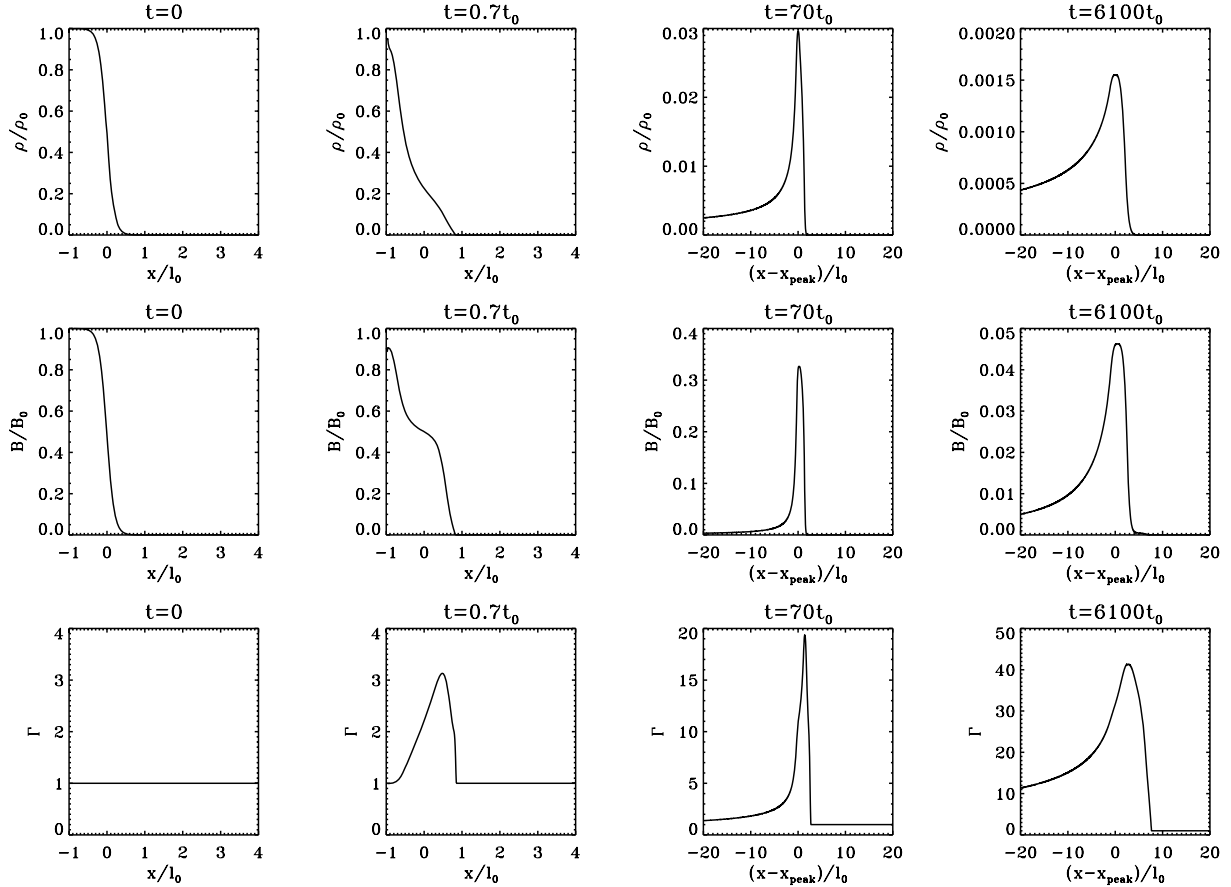 t=0
t=0.7t0
t=70t0
t=6100t0
ρ/ρ0
1.0
0.8
0.6
0.4
0.2
0.0
-1 0 1 2 3 4
x/l0
ρ/ρ0
1.0
0.8
0.6
0.4
0.2
0.0
-1 0 1 2 3 4
x/l0
ρ/ρ0
0.03
0.02
0.01
0.00
-20 -10 0 10 20
(x-xpeak)/l0
ρ/ρ0
0.0020
0.0015
0.0010
0.0005
0.0000
-20 -10 0 10 20
(x-xpeak)/l0
t=0
t=0.7t0
t=70t0
t=6100t0
B/B0
1.0
0.8
0.6
0.4
0.2
0.0
-1 0 1 2 3 4
x/l0
B/B0
1.0
0.8
0.6
0.4
0.2
0.0
-1 0 1 2 3 4
x/l0
B/B0
0.4
0.3
0.2
0.1
0.0
-20 -10 0 10 20
(x-xpeak)/l0
B/B0
0.05
0.04
0.03
0.02
0.01
0.00
-20 -10 0 10 20
(x-xpeak)/l0
t=0
t=0.7t0
t=70t0
t=6100t0
Γ
4
3
2
1
0
-1 0 1 2 3 4
x/l0
Γ
4
3
2
1
0
-1 0 1 2 3 4
x/l0
Γ
20
15
10
5
0
-20 -10 0 10 20
(x-xpeak)/l0
Γ
50
40
30
20
10
0
-20 -10 0 10 20
(x-xpeak)/l0